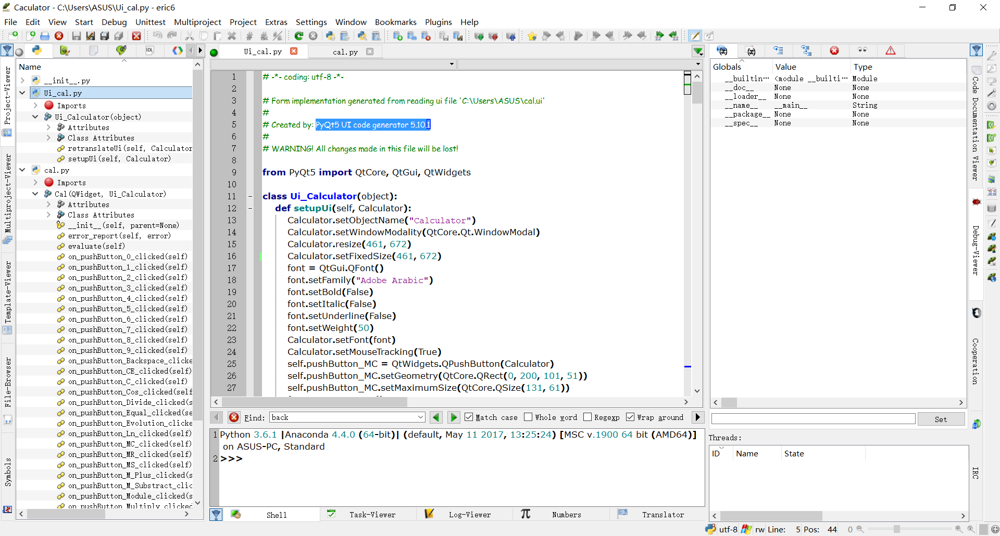 Caculator - C:\Users\ASUS\Ui_cal.py - eric6
File Edit View Start Debug Unittest Multiproject Project Extras Settings Window Bookmarks Plugins Help
Project-Viewer
Multiproject-Viewer
Template-Viewer
File-Browser
Symbols
IDL
Name
__init__.py
Ui_cal.py
Imports
Ui_Calculator(object)
Attributes
Class Attributes
retranslateUi(self, Calculator
setupUi(self, Calculator)
cal.py
Imports
Cal(QWidget, Ui_Calculator)
Attributes
Class Attributes
__init__(self, parent=None)
error_report(self, error)
evaluate(self)
on_pushButton_0_clicked(self)
on_pushButton_1_clicked(self)
on_pushButton_2_clicked(self)
on_pushButton_3_clicked(self)
on_pushButton_4_clicked(self)
on_pushButton_5_clicked(self)
on_pushButton_6_clicked(self)
on_pushButton_7_clicked(self)
on_pushButton_8_clicked(self)
on_pushButton_9_clicked(self)
on_pushButton_Backspace_clicke
on_pushButton_CE_clicked(self)
on_pushButton_C_clicked(self)
on_pushButton_Cos_clicked(self
on_pushButton_Divide_clicked(s
on_pushButton_Equal_clicked(se
on_pushButton_Evolution_clicke
on_pushButton_Ln_clicked(self)
on_pushButton_MC_clicked(self)
on_pushButton_MR_clicked(self)
on_pushButton_MS_clicked(self)
on_pushButton_M_Plus_clicked(s
on_pushButton_M_Substract_clic
on_pushButton_Module_clicked(s
on_pushButton_Multiply_clicked
Ui_cal.py
cal.py
1 # -*- coding: utf-8 -*-
2
3 # Form implementation generated from reading ui file 'C:\Users\ASUS\cal.ui'
4 #
5 # Created by: PyQt5 UI code generator 5.10.1
6 #
7 # WARNING! All changes made in this file will be lost!
8
9 from PyQt5 import QtCore, QtGui, QtWidgets
10
11 class Ui_Calculator(object):
12 def setupUi(self, Calculator):
13 Calculator.setObjectName("Calculator")
14 Calculator.setWindowModality(QtCore.Qt.WindowModal)
15 Calculator.resize(461, 672)
16 Calculator.setFixedSize(461, 672)
17 font = QtGui.QFont()
18 font.setFamily("Adobe Arabic")
19 font.setBold(False)
20 font.setItalic(False)
21 font.setUnderline(False)
22 font.setWeight(50)
23 Calculator.setFont(font)
24 Calculator.setMouseTracking(True)
25 self.pushButton_MC = QtWidgets.QPushButton(Calculator)
26 self.pushButton_MC.setGeometry(QtCore.QRect(0, 200, 101, 51))
27 self.pushButton_MC.setMaximumSize(QtCore.QSize(131, 61))
Find: back Match case Whole word Regexp Wrap around
1 Python 3.6.1 |Anaconda 4.4.0 (64-bit)| (default, May 11 2017, 13:25:24) [MSC v.1900 64 bit (AMD64)]
on ASUS-PC, Standard
2 >>>
Shell Task-Viewer Log-Viewer Numbers Translator
Globals Value Type
__builtin⋯ <module __builti⋯ Module
__doc__ None None
__loader__ None None
__name__ __main__ String
__package__ None None
__spec__ None None
Set
Threads:
ID Name State
Code Documentation Viewer
Debug-Viewer
Cooperation
IRC
utf-8 rw Line: 5 Pos: 44 0